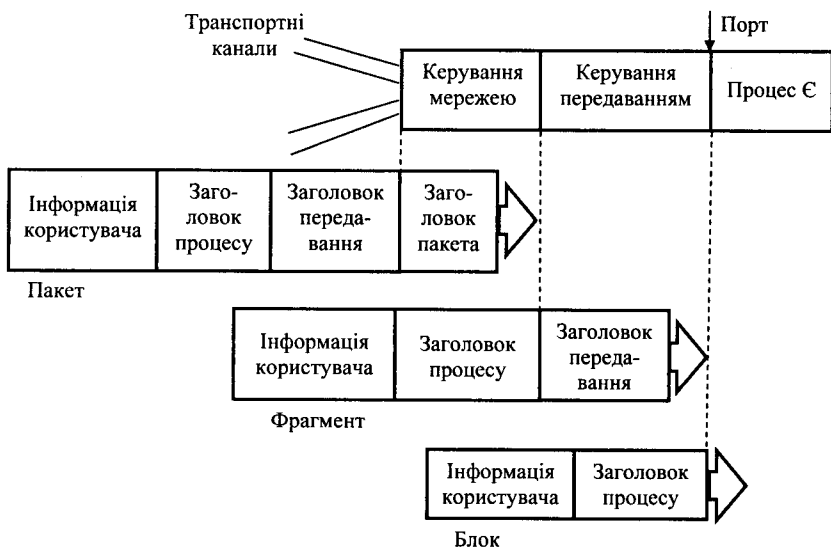 Транспортні
канали
Порт
Керування
мережею
Керування
передаванням
Процес Є
Інформація
користувача
Заго-
ловок
процесу
Заголовок
переда-
вання
Заго-
ловок
пакета
Пакет
Інформація
користувача
Заголовок
процесу
Заголовок
переда-
вання
Фрагмент
Інформація
користувача
Заголовок
процесу
Блок